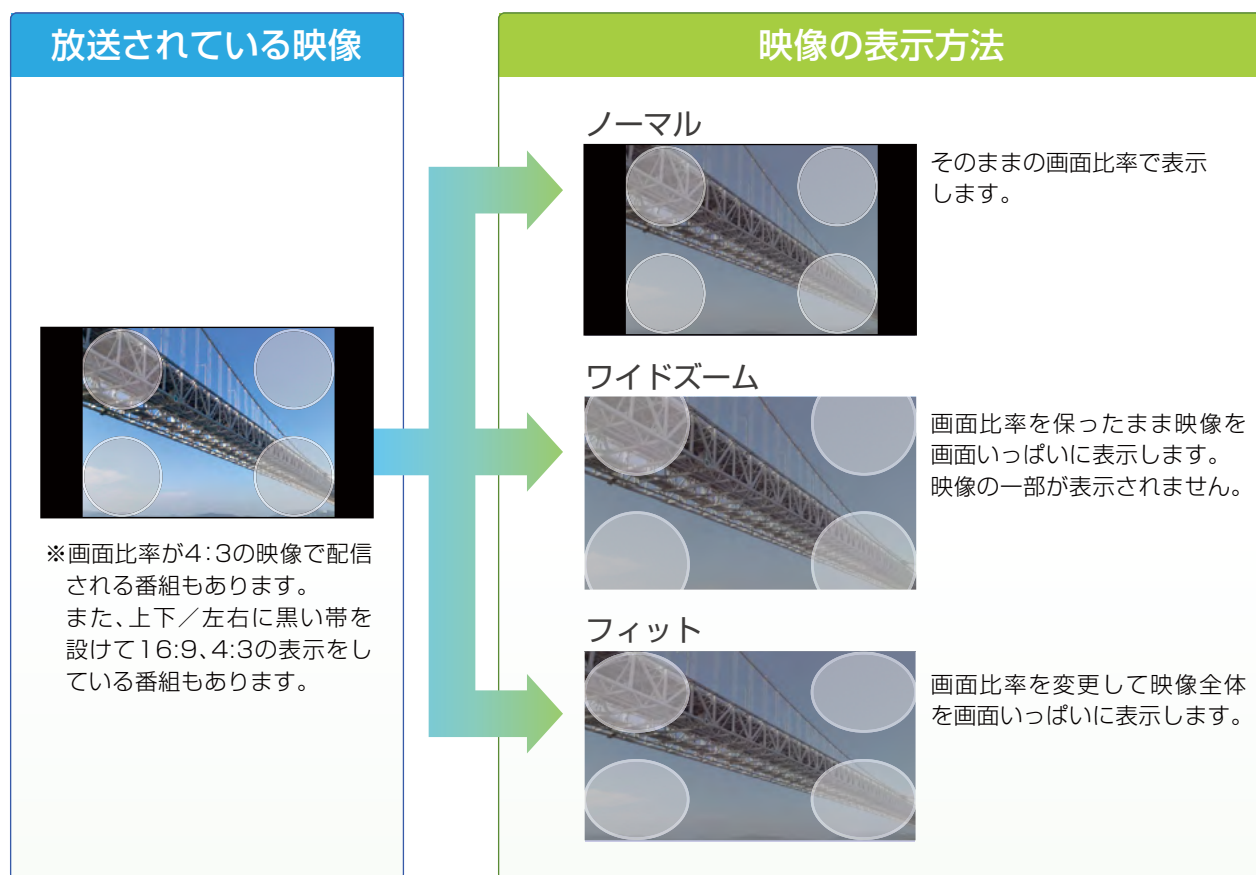 放送されている映像
映像の表示方法
※画面比率が4：3の映像で配信
される番組もあります。
また、上下／左右に黒い帯を
設けて16:9、4:3の表示をし
ている番組もあります。
ノーマル
そのままの画面比率で表示
します。
ワイドズーム
画面比率を保ったまま映像を
画面いっぱいに表示します。
映像の一部が表示されません。
フィット
画面比率を変更して映像全体
を画面いっぱいに表示します。